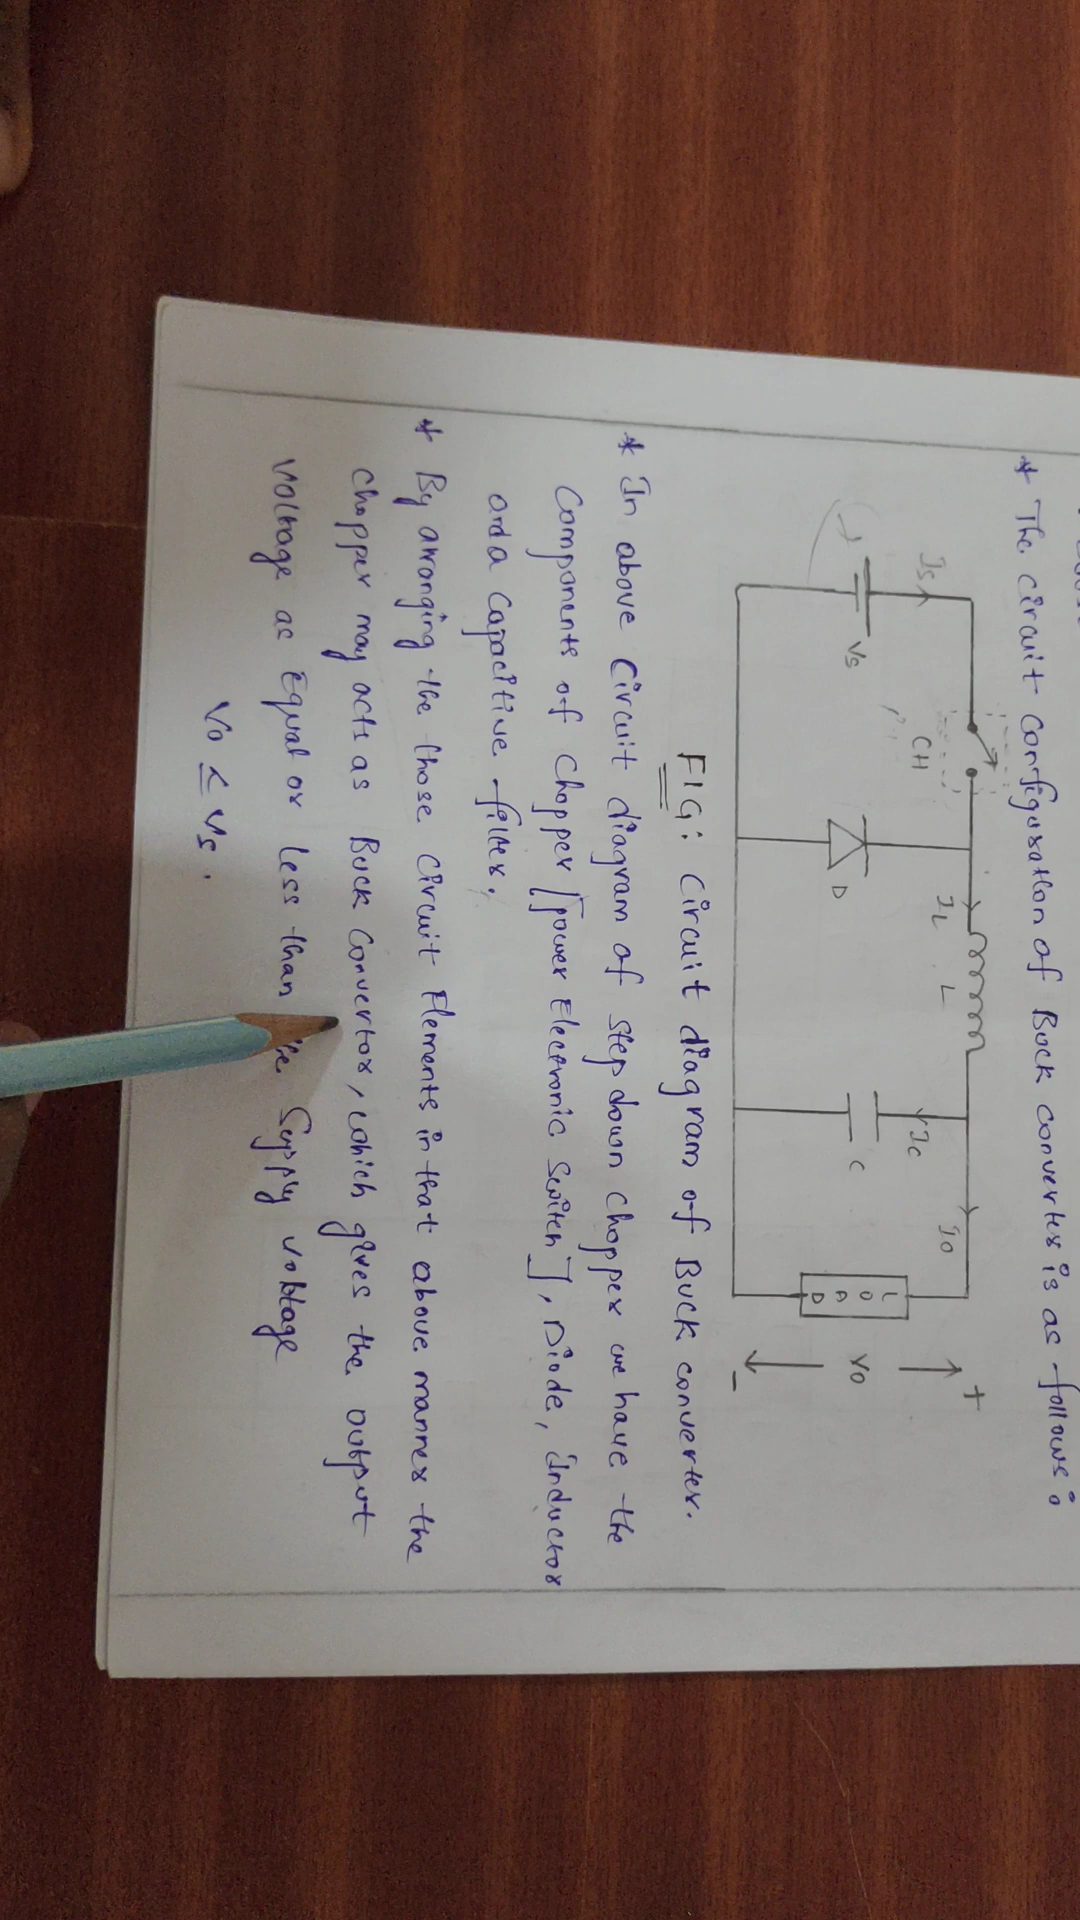 * The circuit configuration of Buck converter is as follows:
Is
CH
IL
L
Io
+
Vs
D
Ic
C
L
O
A
D
Vo
-
FIG: Circuit diagram of Buck converter.
* In above Circuit diagram of step down chopper we have the
Components of chopper [power Electronic Switch], Diode, inductor
and a capacitive filter.
* By arranging the those circuit Elements in that above manner the
chopper may acts as Buck Convertor, which gives the output
voltage as Equal or less than the Supply voltage
Vo ≤ Vs.